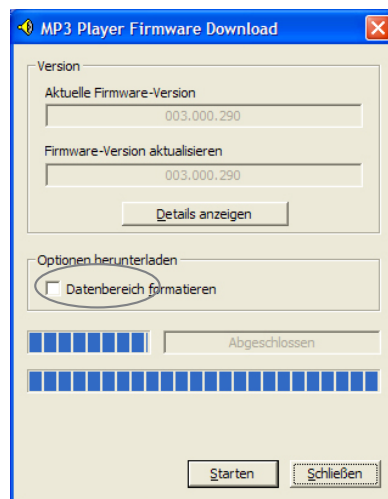 MP3 Player Firmware Download
Version
Aktuelle Firmware-Version
003.000.290
Firmware-Version aktualisieren
003.000.290
Details anzeigen
Optionen herunterladen
Datenbereich formatieren
Abgeschlossen
Starten
Schließen